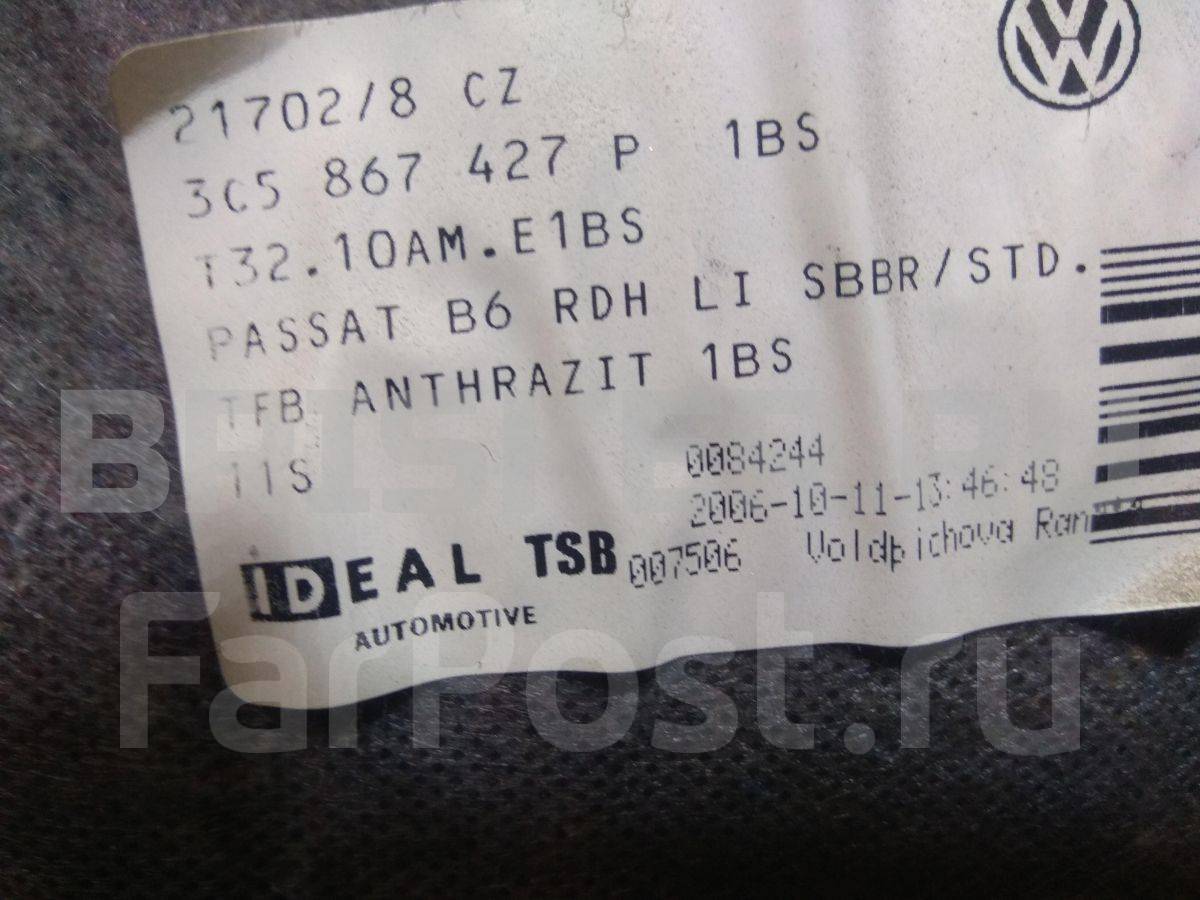 21702/8 CZ
3C5 867 427 P 1BS
T32.10AM.E1BS
PASSAT B6 RDH LI SBBR/STD.
TFB ANTHRAZIT 1BS
11S
0084244
2006-10-11-13:46:48
007506
IDEAL TSB
AUTOMOTIVE
VW
FarPost.ru